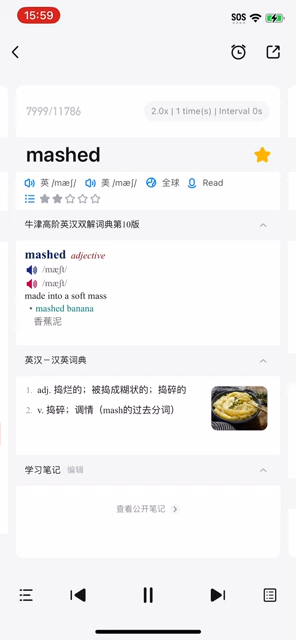 15:59
SOS
7999/11786
2.0x | 1 time(s) | Interval 0s
mashed
英 /mæʃ/ 美 /mæʃ/ 全球 Read
牛津高阶英汉双解词典第10版
mashed adjective
/mæʃt/
/mæʃt/
made into a soft mass
• mashed banana
香蕉泥
英汉－汉英词典
1. adj. 捣烂的；被捣成糊状的；捣碎的
2. v. 捣碎；调情（mash的过去分词）
学习笔记 编辑
查看公开笔记